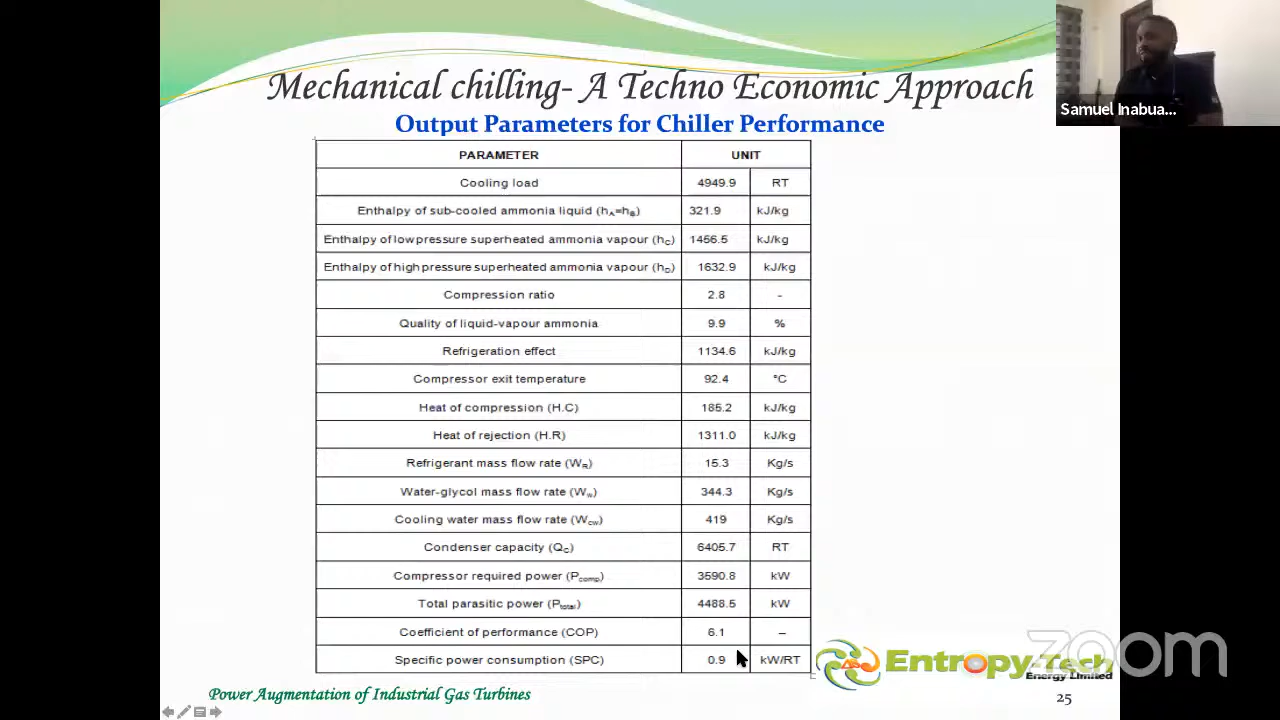 Mechanical chilling- A Techno Economic Approach
Samuel Inabua...
Output Parameters for Chiller Performance
PARAMETER UNIT
Cooling load 4949.9 RT
Enthalpy of sub-cooled ammonia liquid (hA=hB) 321.9 kJ/kg
Enthalpy of low pressure superheated ammonia vapour (hC) 1456.5 kJ/kg
Enthalpy of high pressure superheated ammonia vapour (hD) 1632.9 kJ/kg
Compression ratio 2.8 -
Quality of liquid-vapour ammonia 9.9 %
Refrigeration effect 1134.6 kJ/kg
Compressor exit temperature 92.4 °C
Heat of compression (H.C) 185.2 kJ/kg
Heat of rejection (H.R) 1311.0 kJ/kg
Refrigerant mass flow rate (WR) 15.3 Kg/s
Water-glycol mass flow rate (Ww) 344.3 Kg/s
Cooling water mass flow rate (Wcw) 419 Kg/s
Condenser capacity (QC) 6405.7 RT
Compressor required power (Pcomp) 3590.8 kW
Total parasitic power (Ptotal) 4488.5 kW
Coefficient of performance (COP) 6.1 –
Specific power consumption (SPC) 0.9 kW/RT
zoom
Entropy-Tech
Energy Limited
Power Augmentation of Industrial Gas Turbines
25